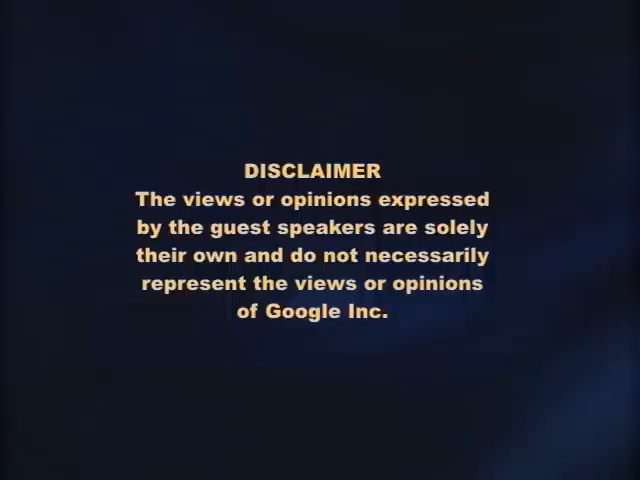 DISCLAIMER
The views or opinions expressed
by the guest speakers are solely
their own and do not necessarily
represent the views or opinions
of Google Inc.